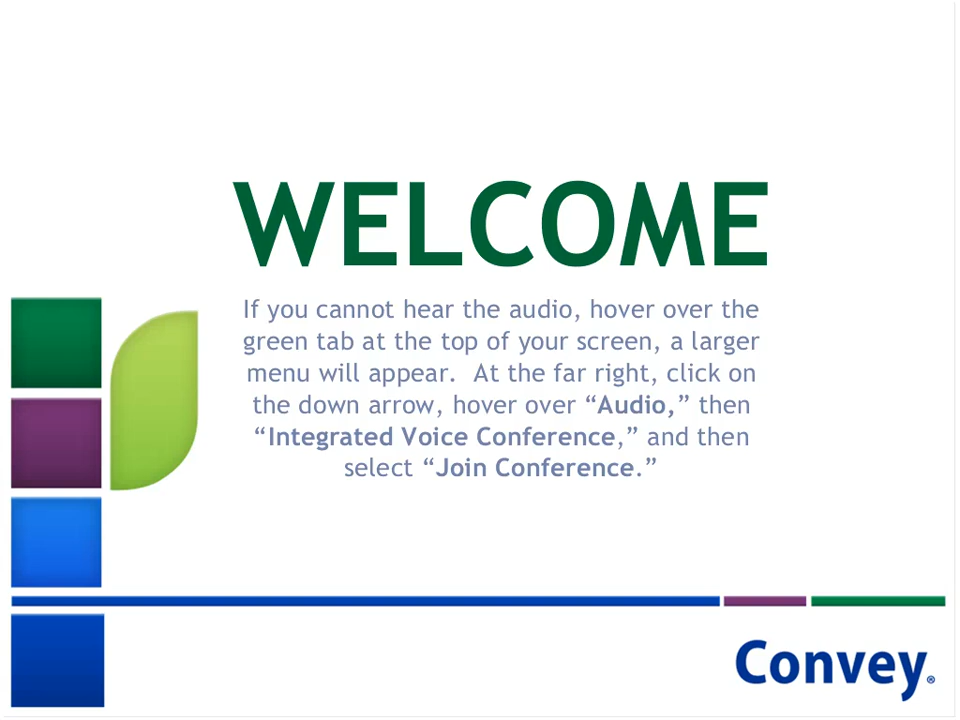 WELCOME
If you cannot hear the audio, hover over the
green tab at the top of your screen, a larger
menu will appear.  At the far right, click on
the down arrow, hover over “Audio,” then
“Integrated Voice Conference,” and then
select “Join Conference.”
Convey®